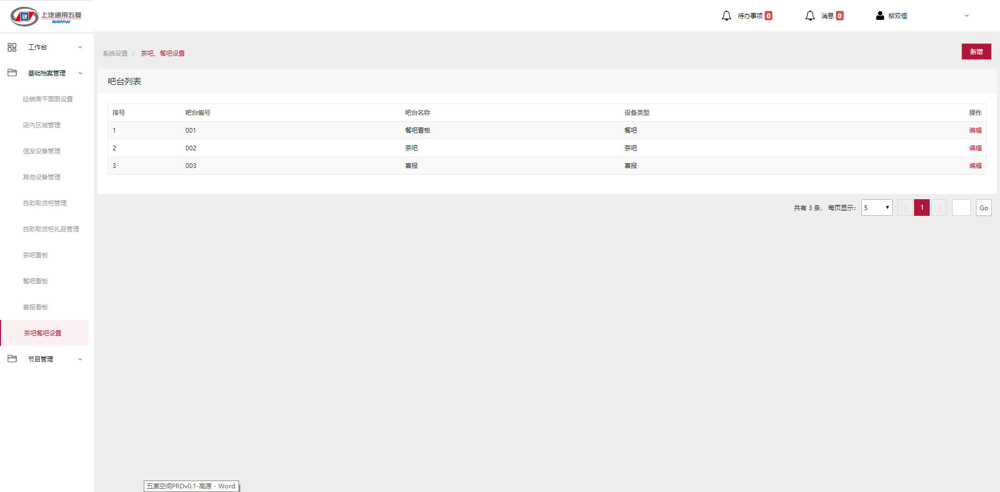 上汽通用五菱
SGMW
待办事项 0
消息 0
柳双恒
工作台
基础档案管理
经销商平面图设置
店内区域管理
信发设备管理
其他设备管理
自助取货柜管理
自助取货柜礼品管理
茶吧看板
餐吧看板
喜报看板
茶吧餐吧设置
节目管理
系统设置 / 茶吧、餐吧设置
新增
吧台列表
序号 吧台编号 吧台名称 设备类型 操作
1 001 餐吧看板 餐吧 编辑
2 002 茶吧 茶吧 编辑
3 003 喜报 喜报 编辑
共有 3 条, 每页显示: 5 < 1 > Go
五菱空间PRDv0.1-高源 - Word